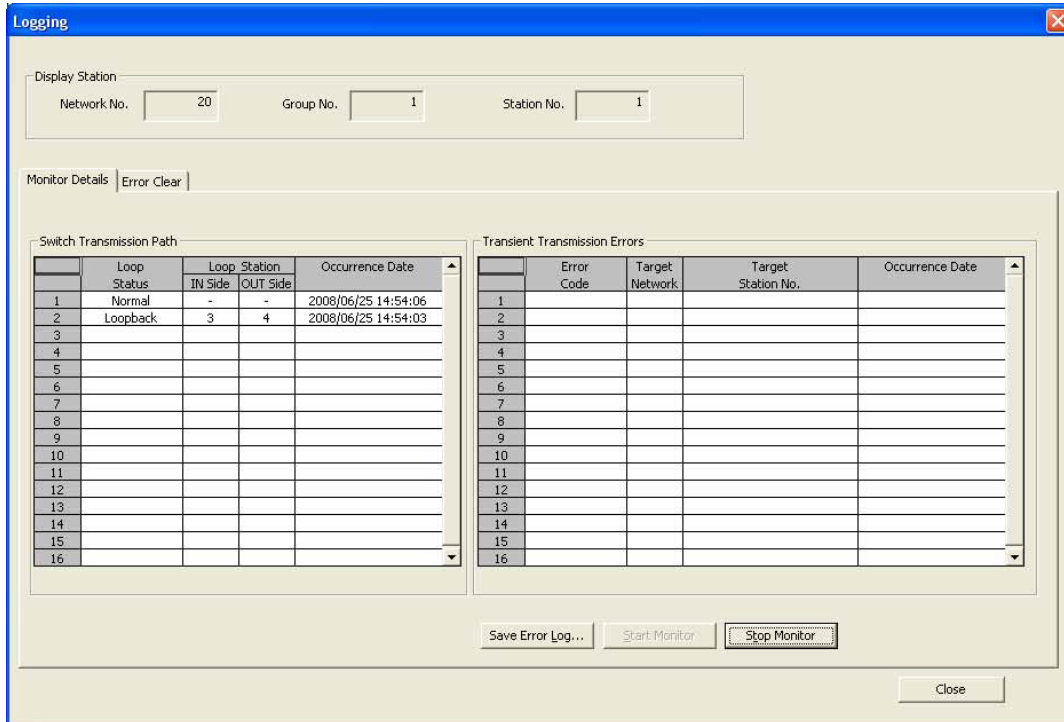 Logging
Display Station
Network No. 20 Group No. 1 Station No. 1
Monitor Details Error Clear
Switch Transmission Path
Loop Status Loop Station IN Side OUT Side Occurrence Date
1 Normal - - 2008/06/25 14:54:06
2 Loopback 3 4 2008/06/25 14:54:03
3
4
5
6
7
8
9
10
11
12
13
14
15
16
Transient Transmission Errors
Error Code Target Network Target Station No. Occurrence Date
1
2
3
4
5
6
7
8
9
10
11
12
13
14
15
16
Save Error Log... Start Monitor Stop Monitor
Close